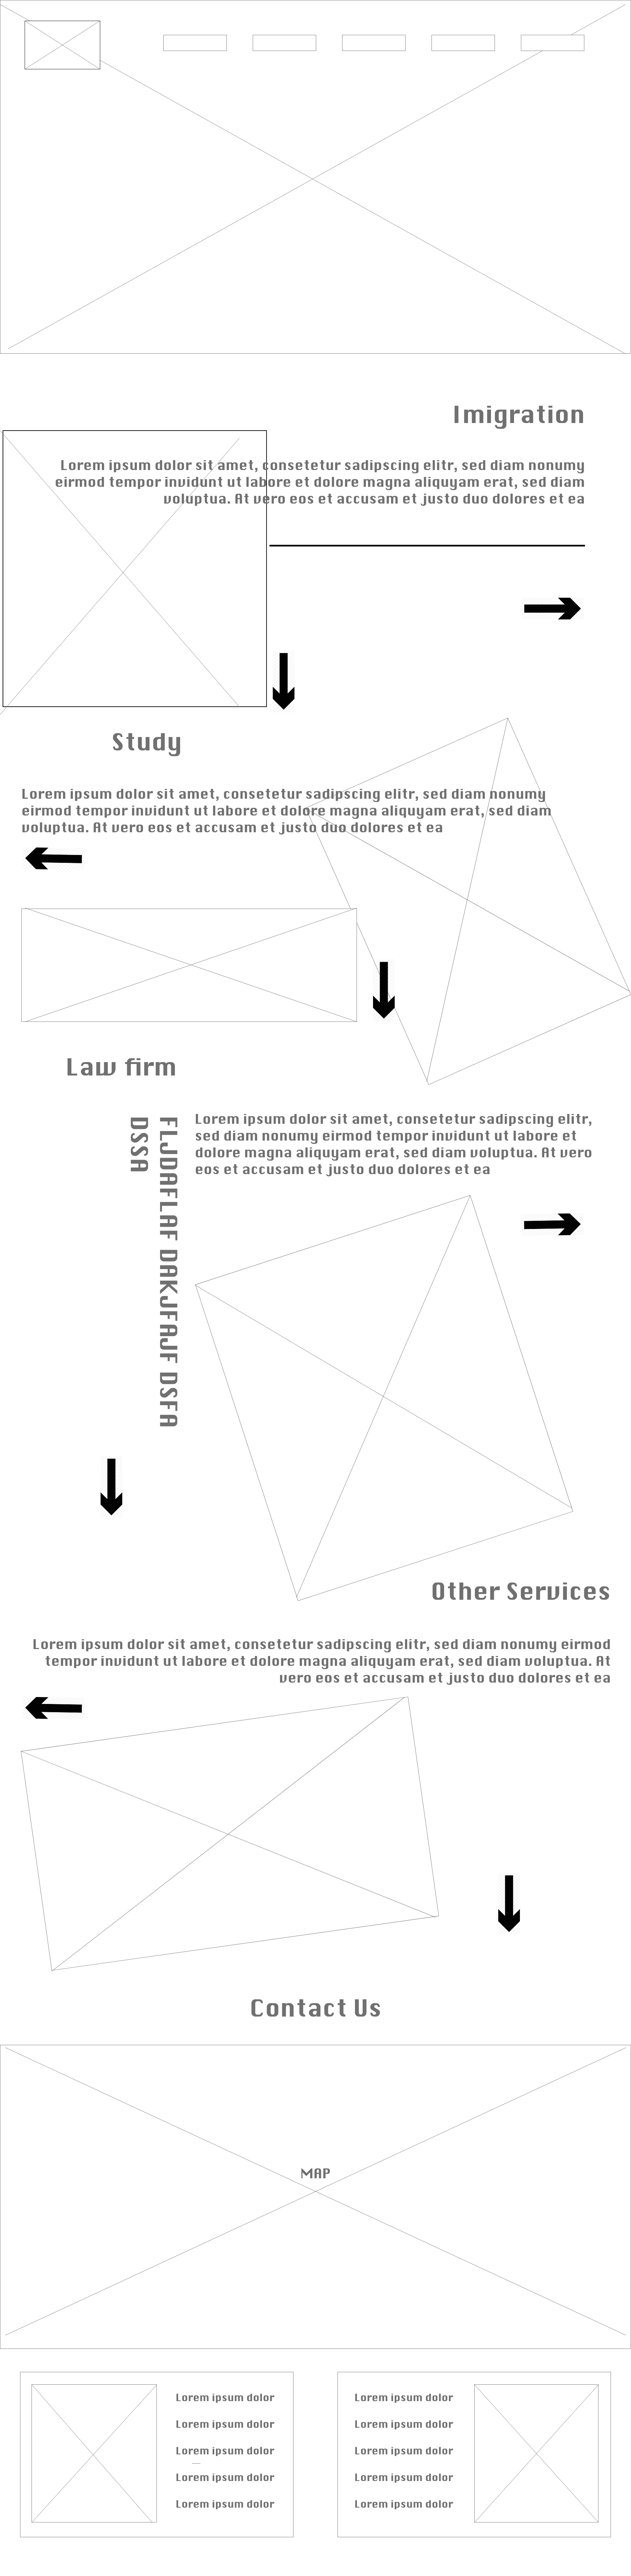 Imigration
Lorem ipsum dolor sit amet, consetetur sadipscing elitr, sed diam nonumy
eirmod tempor invidunt ut labore et dolore magna aliquyam erat, sed diam
voluptua. At vero eos et accusam et justo duo dolores et ea
Study
Lorem ipsum dolor sit amet, consetetur sadipscing elitr, sed diam nonumy
eirmod tempor invidunt ut labore et dolore magna aliquyam erat, sed diam
voluptua. At vero eos et accusam et justo duo dolores et ea
Law firm
FLJDAFLAF DAKJFAJF DSFA
DSSA
Lorem ipsum dolor sit amet, consetetur sadipscing elitr,
sed diam nonumy eirmod tempor invidunt ut labore et
dolore magna aliquyam erat, sed diam voluptua. At vero
eos et accusam et justo duo dolores et ea
Other Services
Lorem ipsum dolor sit amet, consetetur sadipscing elitr, sed diam nonumy eirmod
tempor invidunt ut labore et dolore magna aliquyam erat, sed diam voluptua. At
vero eos et accusam et justo duo dolores et ea
Contact Us
MAP
Lorem ipsum dolor
Lorem ipsum dolor
Lorem ipsum dolor
Lorem ipsum dolor
Lorem ipsum dolor
Lorem ipsum dolor
Lorem ipsum dolor
Lorem ipsum dolor
Lorem ipsum dolor
Lorem ipsum dolor